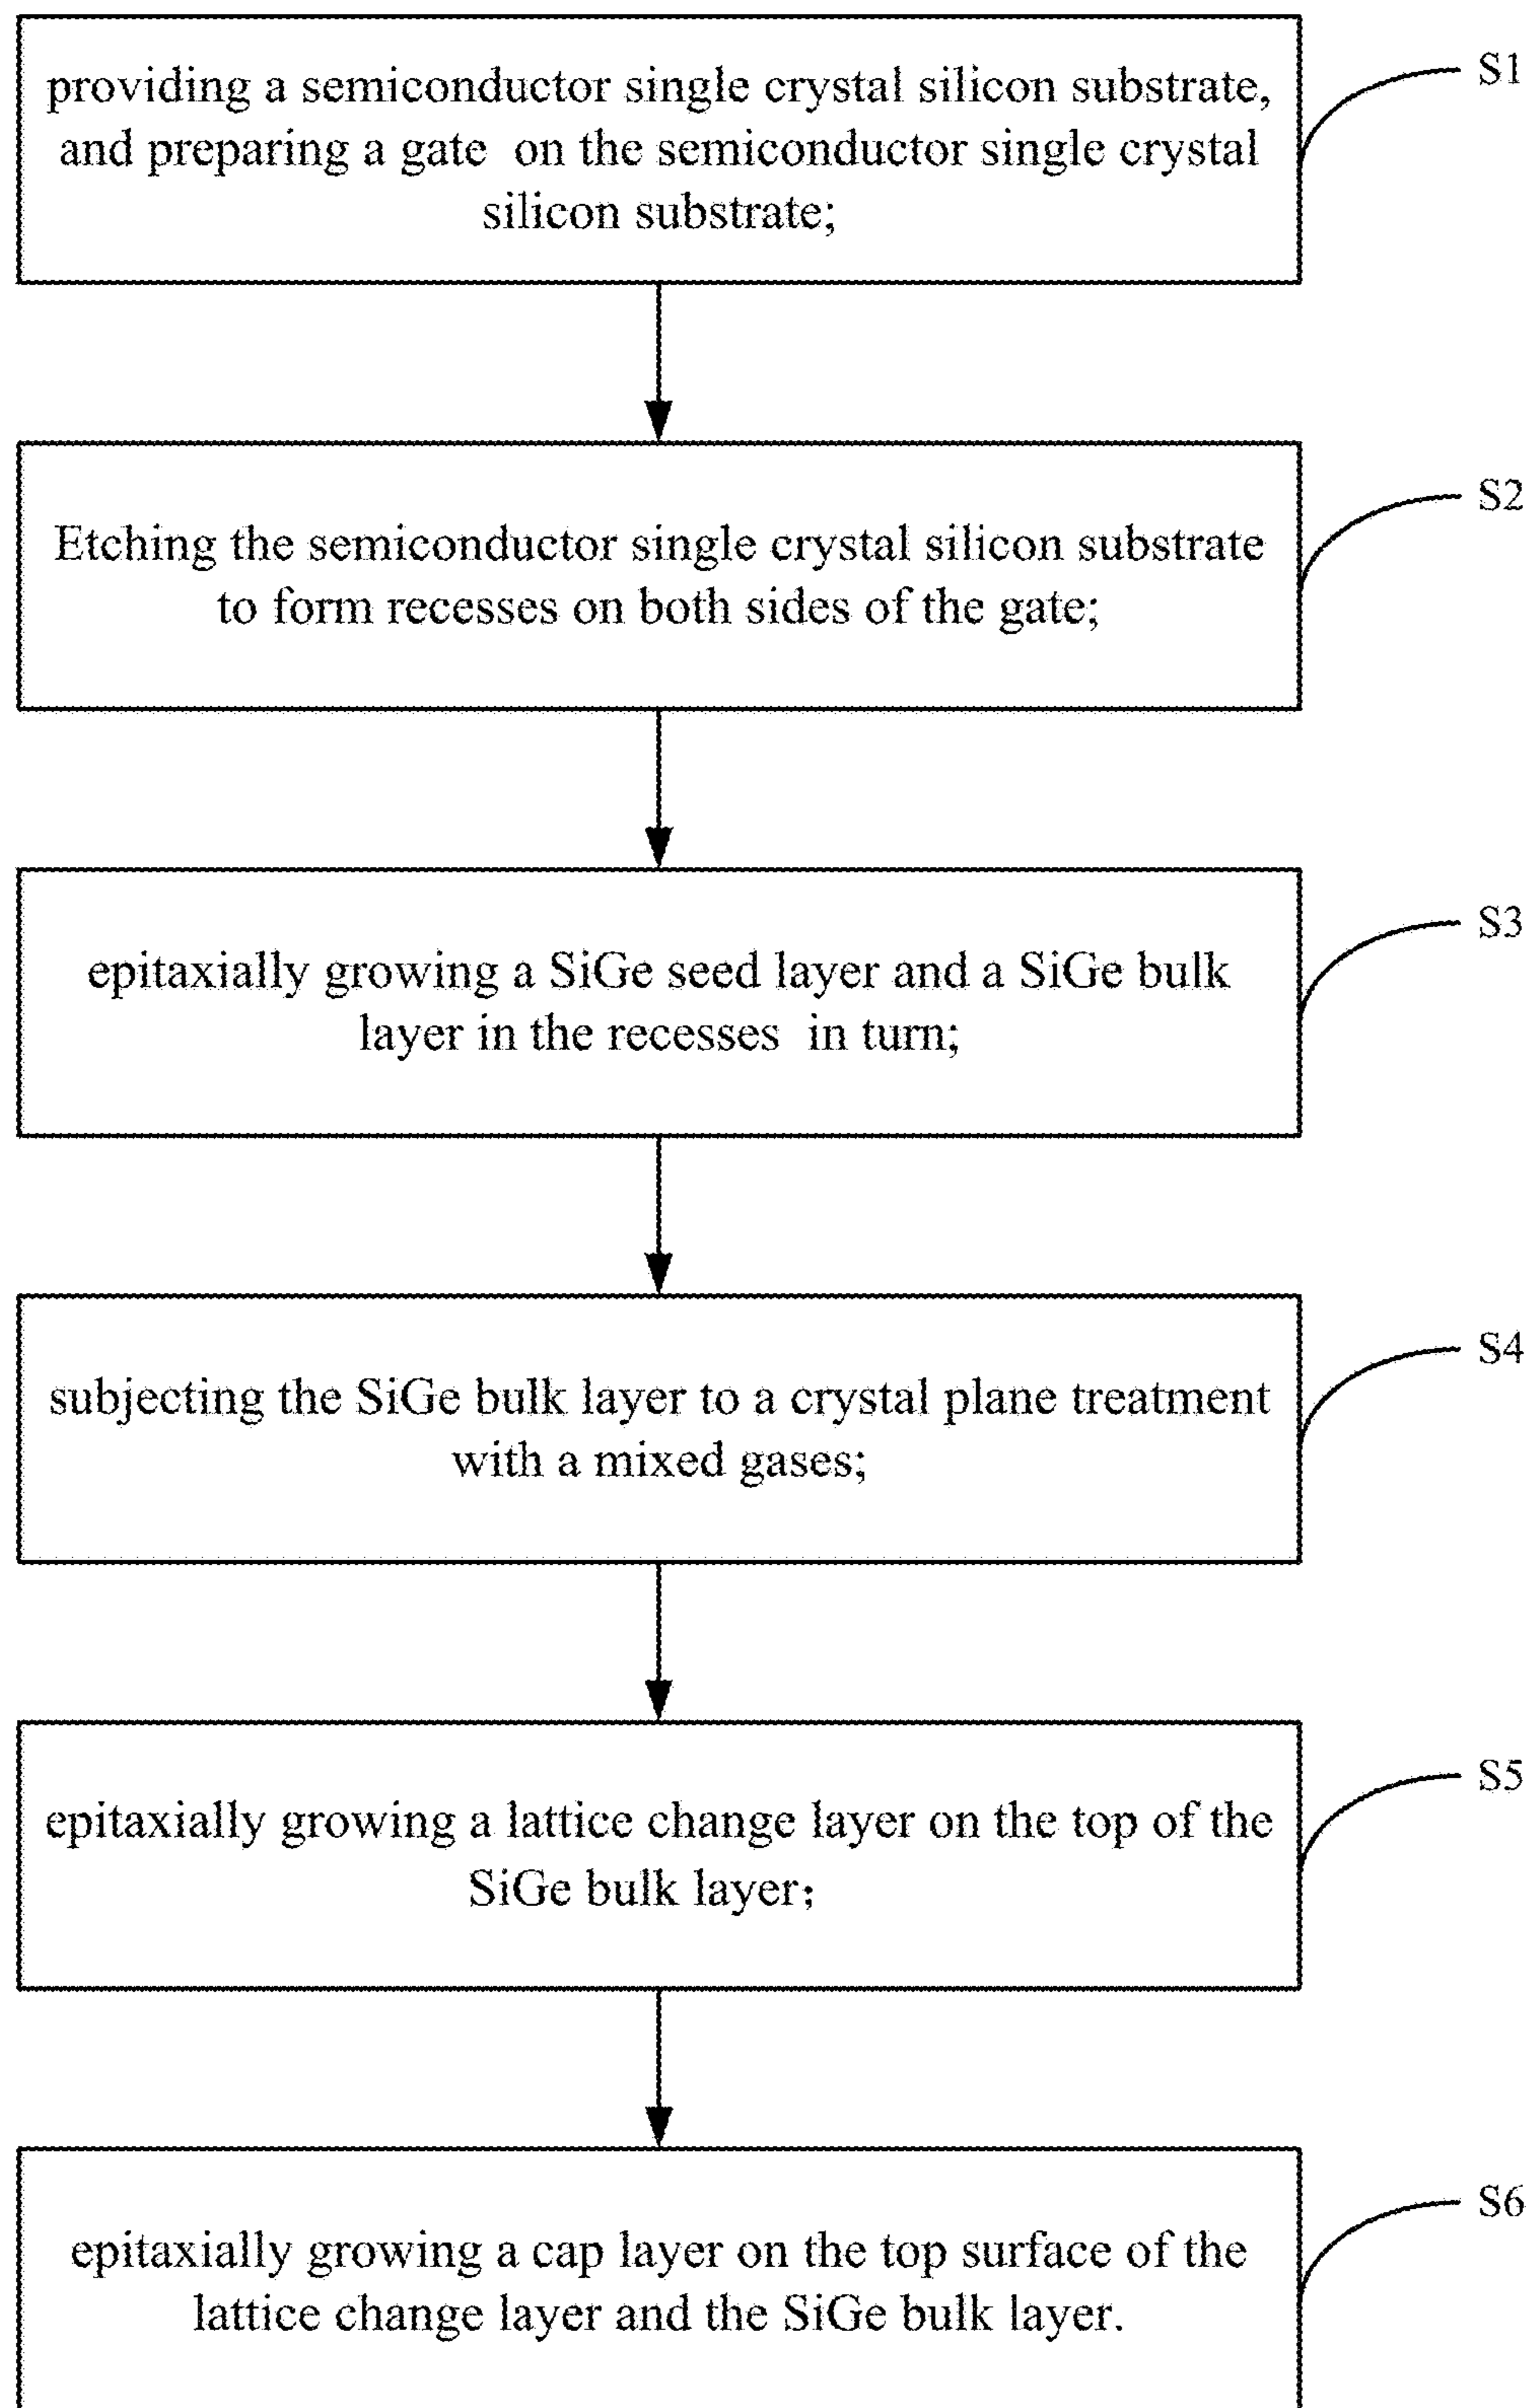 providing a semiconductor single crystal silicon substrate,
and preparing a gate on the semiconductor single crystal
silicon substrate;
S1
Etching the semiconductor single crystal silicon substrate
to form recesses on both sides of the gate;
S2
epitaxially growing a SiGe seed layer and a SiGe bulk
layer in the recesses in turn;
S3
subjecting the SiGe bulk layer to a crystal plane treatment
with a mixed gases;
S4
epitaxially growing a lattice change layer on the top of the
SiGe bulk layer;
S5
epitaxially growing a cap layer on the top surface of the
lattice change layer and the SiGe bulk layer.
S6